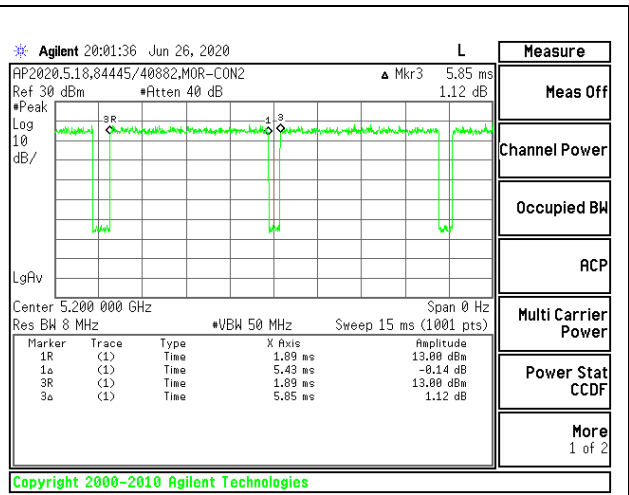 Agilent 20:01:36 Jun 26, 2020 L Measure
AP2020.5.18,84445/40882,MOR-CON2 ▲ Mkr3 5.85 ms
Ref 30 dBm #Atten 40 dB 1.12 dB Meas Off
#Peak
Log
10
dB/
3R 1 3
Channel Power
Occupied BW
ACP
LgAv
Center 5.200 000 GHz Span 0 Hz
Res BW 8 MHz #VBW 50 MHz Sweep 15 ms (1001 pts)
Multi Carrier
Power
Marker Trace Type X Axis Amplitude
1R (1) Time 1.89 ms 13.00 dBm
1▵ (1) Time 5.43 ms -0.14 dB
3R (1) Time 1.89 ms 13.00 dBm
3▵ (1) Time 5.85 ms 1.12 dB
Power Stat
CCDF
More
1 of 2
Copyright 2000-2010 Agilent Technologies